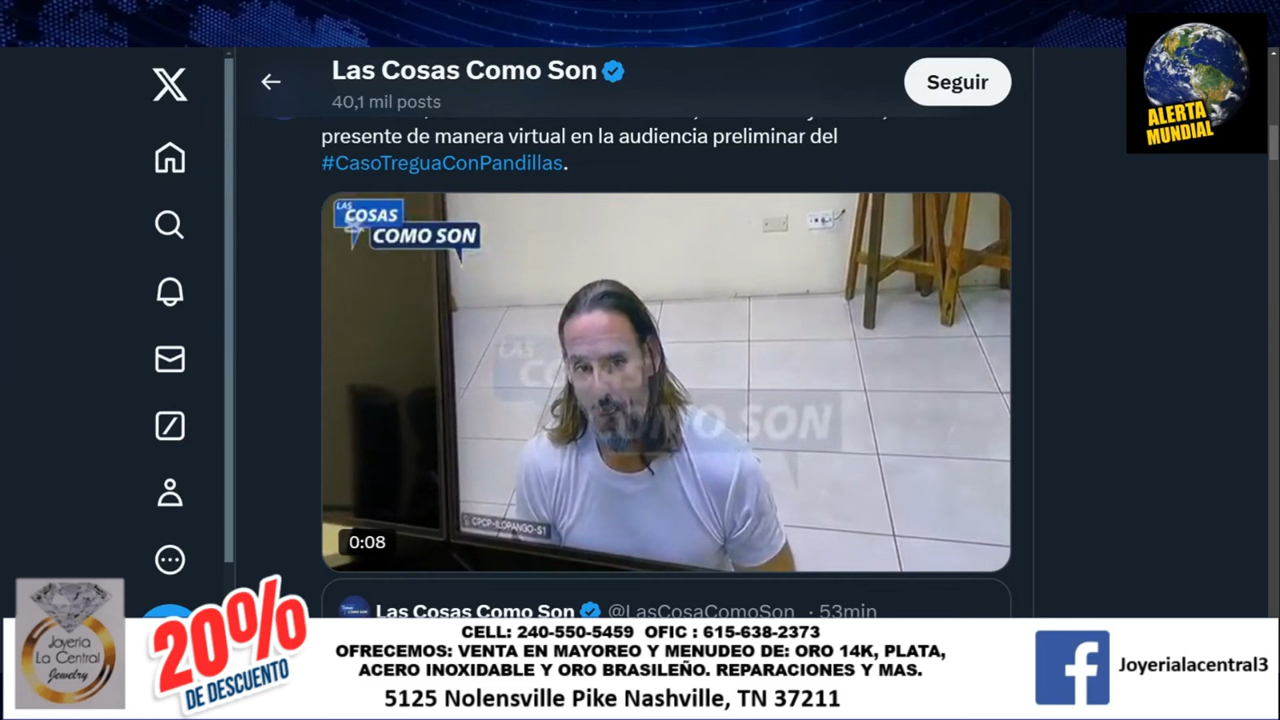 Las Cosas Como Son
40,1 mil posts
Seguir
ALERTA
MUNDIAL
presente de manera virtual en la audiencia preliminar del
#CasoTreguaConPandillas.
LAS
COSAS
COMO SON
LAS
COMO SON
CPCP-ILOPANGO-S1
0:08
Las Cosas Como Son @LasCosaComoSon · 53min
Joyeria
La Central
Jewelry
20%
DE DESCUENTO
CELL: 240-550-5459 OFIC : 615-638-2373
OFRECEMOS: VENTA EN MAYOREO Y MENUDEO DE: ORO 14K, PLATA,
ACERO INOXIDABLE Y ORO BRASILEÑO. REPARACIONES Y MAS.
5125 Nolensville Pike Nashville, TN 37211
Joyerialacentral3